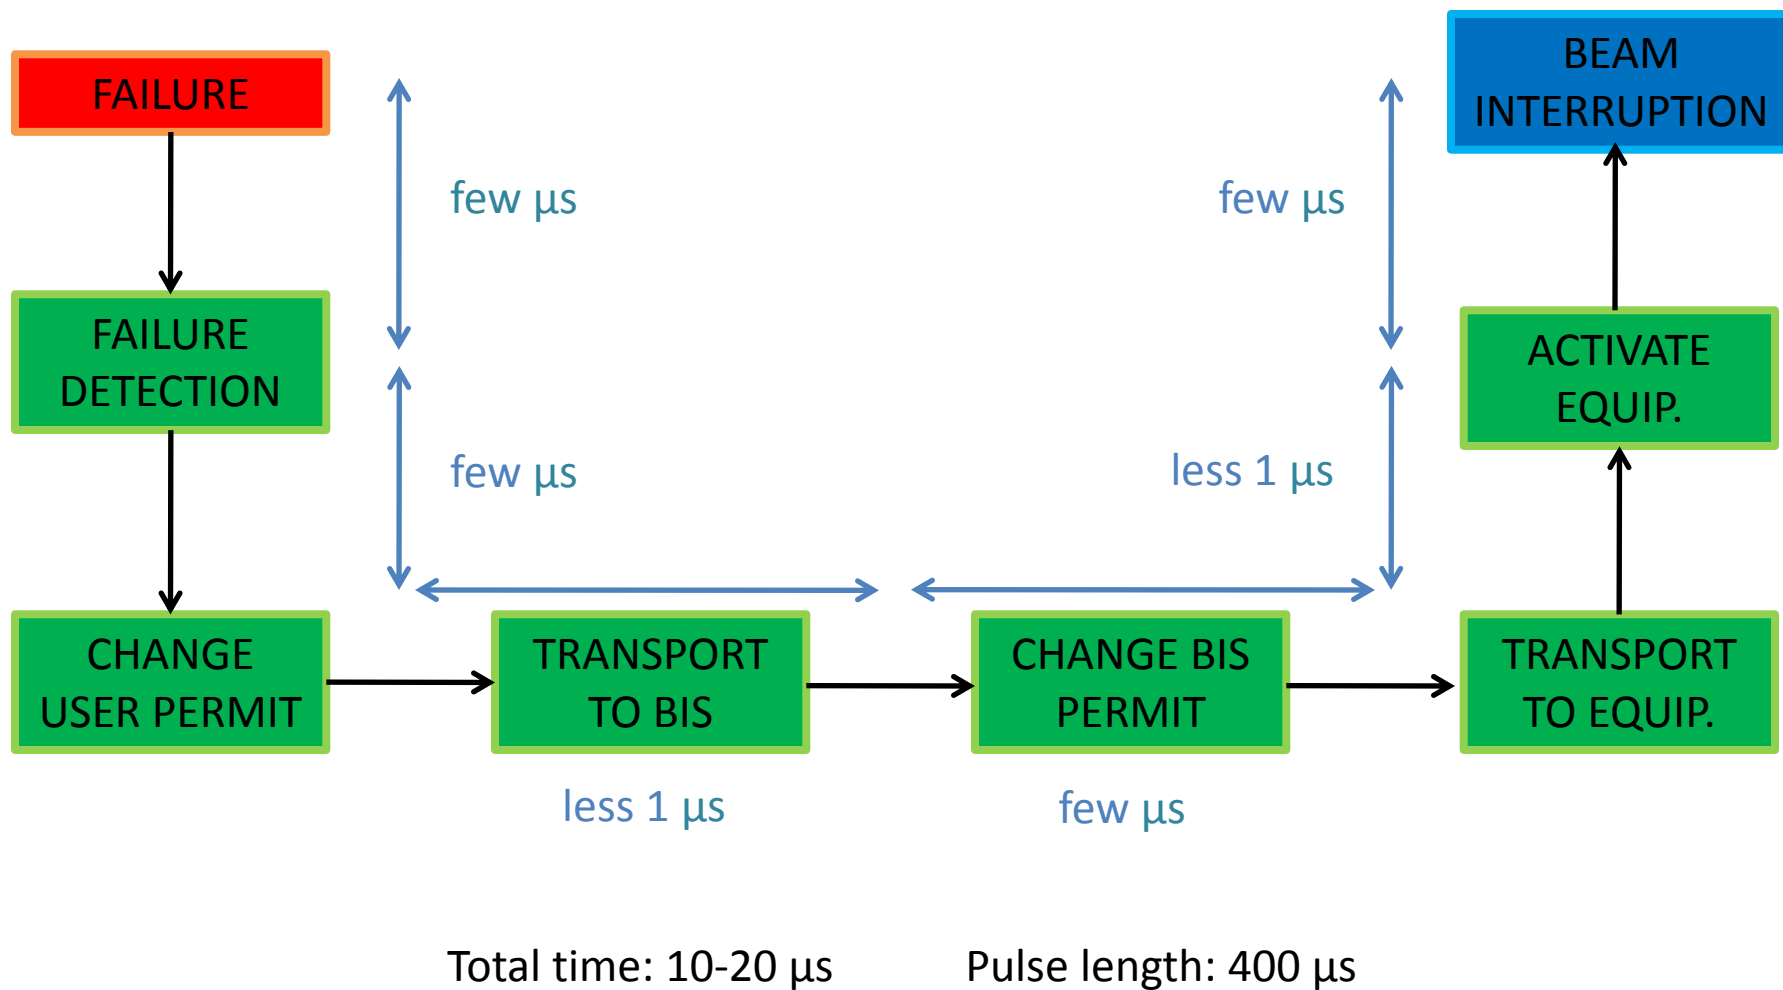 FAILURE
few µs
FAILURE
DETECTION
few µs
CHANGE
USER PERMIT
TRANSPORT
TO BIS
less 1 µs
CHANGE BIS
PERMIT
few µs
TRANSPORT
TO EQUIP.
less 1 µs
ACTIVATE
EQUIP.
few µs
BEAM
INTERRUPTION
Total time: 10-20 µs
Pulse length: 400 µs